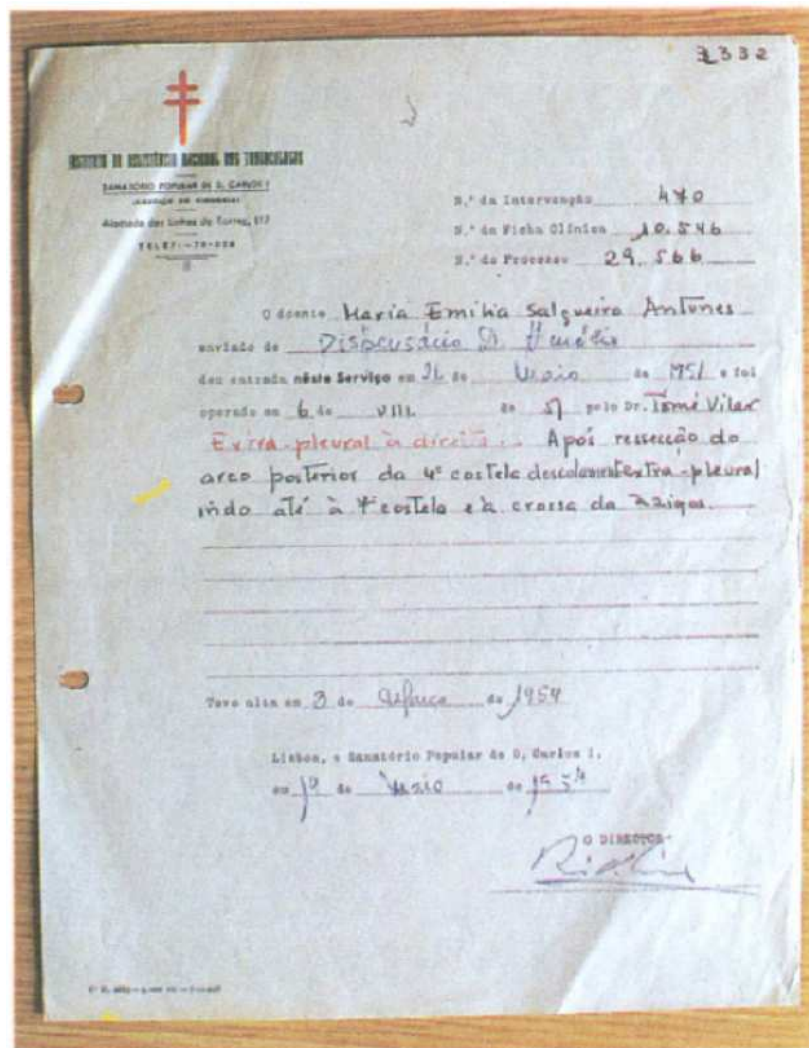 2332
INSTITUTO DE ASSISTÊNCIA NACIONAL AOS TUBERCULOSOS
SANATÓRIO POPULAR DE D. CARLOS I
Alameda das Linhas de Torres, 117
TELEF.
N.º da Intervenção 470
N.º da Ficha Clínica 10.546
N.º do Processo 29.566
O doente Maria Emilia Salgueiro Antunes
enviado de D.
deu entrada nêste Serviço em de Maio de 1951 e foi
operado em 6 de VIII. de 51 pelo Dr. Tomé Vilar
Extra-pleural à direita. Após ressecção do
arco posterior da 4ª costela descolament extra-pleural
indo até à costela e à crossa da azigos.
Teve alta em 3 de de 1954
Lisboa, e Sanatório Popular de D. Carlos I,
em de Maio de 1954
O DIRECTOR